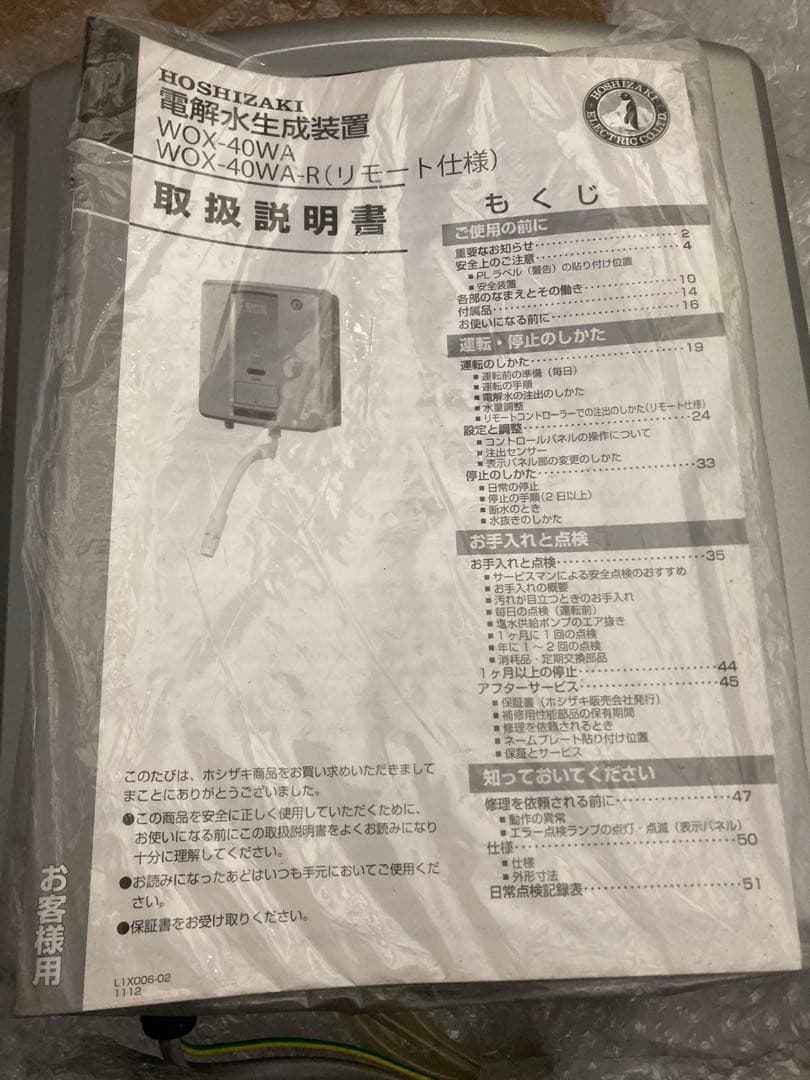 HOSHIZAKI
電解水生成装置
WOX-40WA
WOX-40WA-R(リモート仕様)
取扱説明書
HOSHIZAKI
ELECTRIC CO.,LTD.
もくじ
ご使用の前に
重要なお知らせ 2
安全上のご注意 4
■PLラベル（警告）の貼り付け位置
■安全装置
各部のなまえとその働き 10
付属品 14
お使いになる前に 16
運転・停止のしかた
運転のしかた 19
■運転前の準備（毎日）
■運転の手順
■電解水の注出のしかた
■水量調整
■リモートコントローラーでの注出のしかた(リモート仕様)
設定と調整 24
■コントロールパネルの操作について
■注出センサー
■表示パネル部の変更のしかた
停止のしかた 33
■日常の停止
■停止の手順(2日以上)
■断水のとき
■水抜きのしかた
お手入れと点検
お手入れと点検 35
■サービスマンによる安全点検のおすすめ
■お手入れの概要
■汚れが目立つときのお手入れ
■毎日の点検（運転前）
■塩水供給ポンプのエア抜き
■1ヶ月に1回の点検
■年に1～2回の点検
■消耗品・定期交換部品
1ヶ月以上の停止 44
アフターサービス 45
■保証書（ホシザキ販売会社発行）
■補修用性能部品の保有期間
■修理を依頼されるとき
■ネームプレート貼り付け位置
■保証とサービス
知っておいてください
修理を依頼される前に 47
■動作の異常
■エラー点検ランプの点灯・点滅（表示パネル）
仕様 50
■仕様
■外形寸法
日常点検記録表 51
このたびは、ホシザキ商品をお買い求めいただきまして
まことにありがとうございました。
●この商品を安全に正しく使用していただくために、
お使いになる前にこの取扱説明書をよくお読みになり
十分に理解してください。
●お読みになったあとはいつも手元においてご使用くだ
さい。
●保証書をお受け取りください。
お客様用
L1X006-02
1112